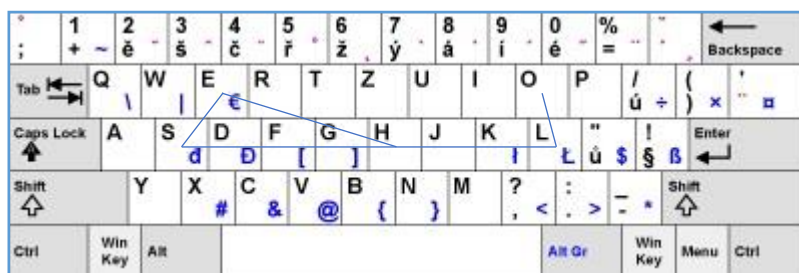 ° 1 2 3 4 5 6 7 8 9 0 %
; + ~ ě š č ř ž ý á í é = Backspace
Tab Q W E R T Z U I O P / ( '
\ | € ú ÷ ) × ¨ ¤
Caps Lock A S D F G H J K L " ! Enter
đ Đ [ ] ł Ł ů $ § ß
Shift Y X C V B N M ? : _ Shift
# & @ { } , < . > - *
Ctrl Win Key Alt Alt Gr Win Key Menu Ctrl